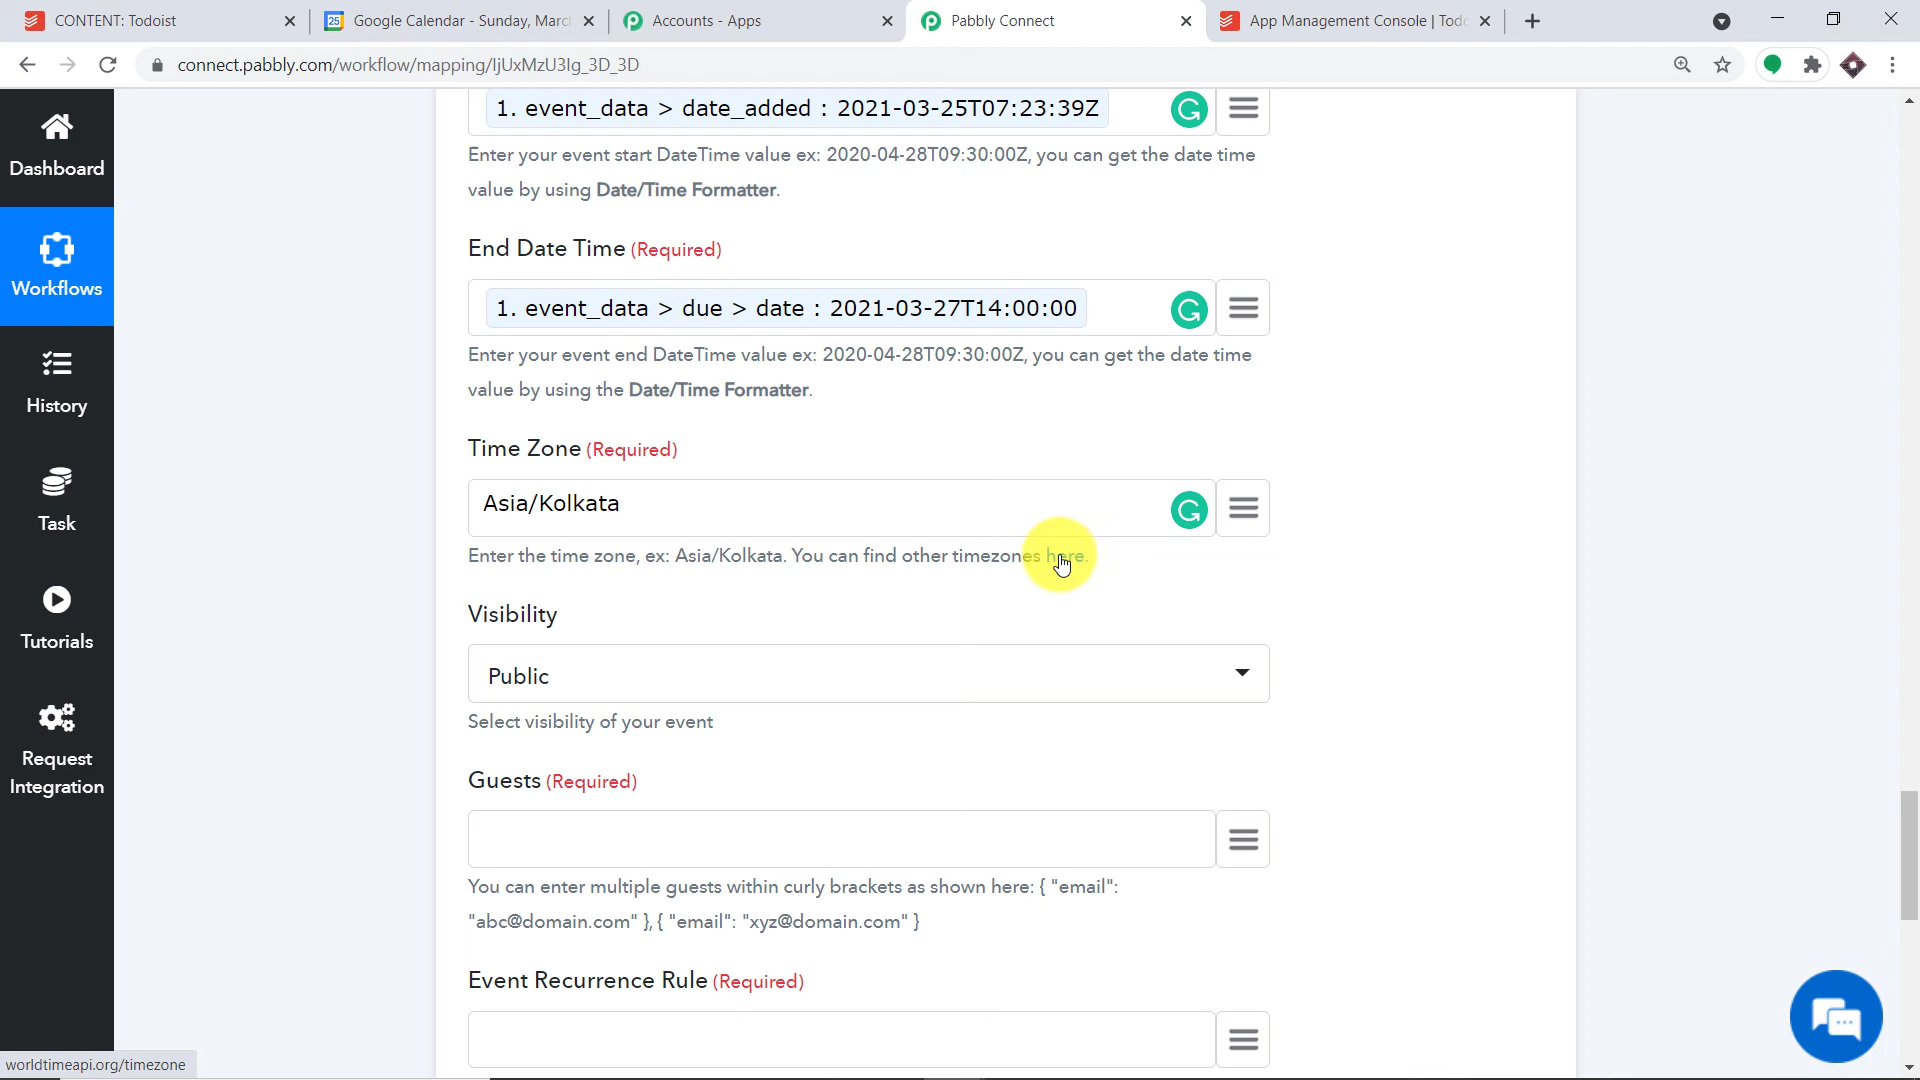 CONTENT: Todoist
Google Calendar - Sunday, Marc
Accounts - Apps
Pabbly Connect
App Management Console | Todo
connect.pabbly.com/workflow/mapping/IjUxMzU3Ig_3D_3D
Dashboard
Workflows
History
Task
Tutorials
Request
Integration
1. event_data > date_added : 2021-03-25T07:23:39Z
Enter your event start DateTime value ex: 2020-04-28T09:30:00Z, you can get the date time
value by using Date/Time Formatter.
End Date Time (Required)
1. event_data > due > date : 2021-03-27T14:00:00
Enter your event end DateTime value ex: 2020-04-28T09:30:00Z, you can get the date time
value by using the Date/Time Formatter.
Time Zone (Required)
Asia/Kolkata
Enter the time zone, ex: Asia/Kolkata. You can find other timezones here.
Visibility
Public
Select visibility of your event
Guests (Required)
You can enter multiple guests within curly brackets as shown here: { "email":
"abc@domain.com" },{ "email": "xyz@domain.com" }
Event Recurrence Rule (Required)
worldtimeapi.org/timezone